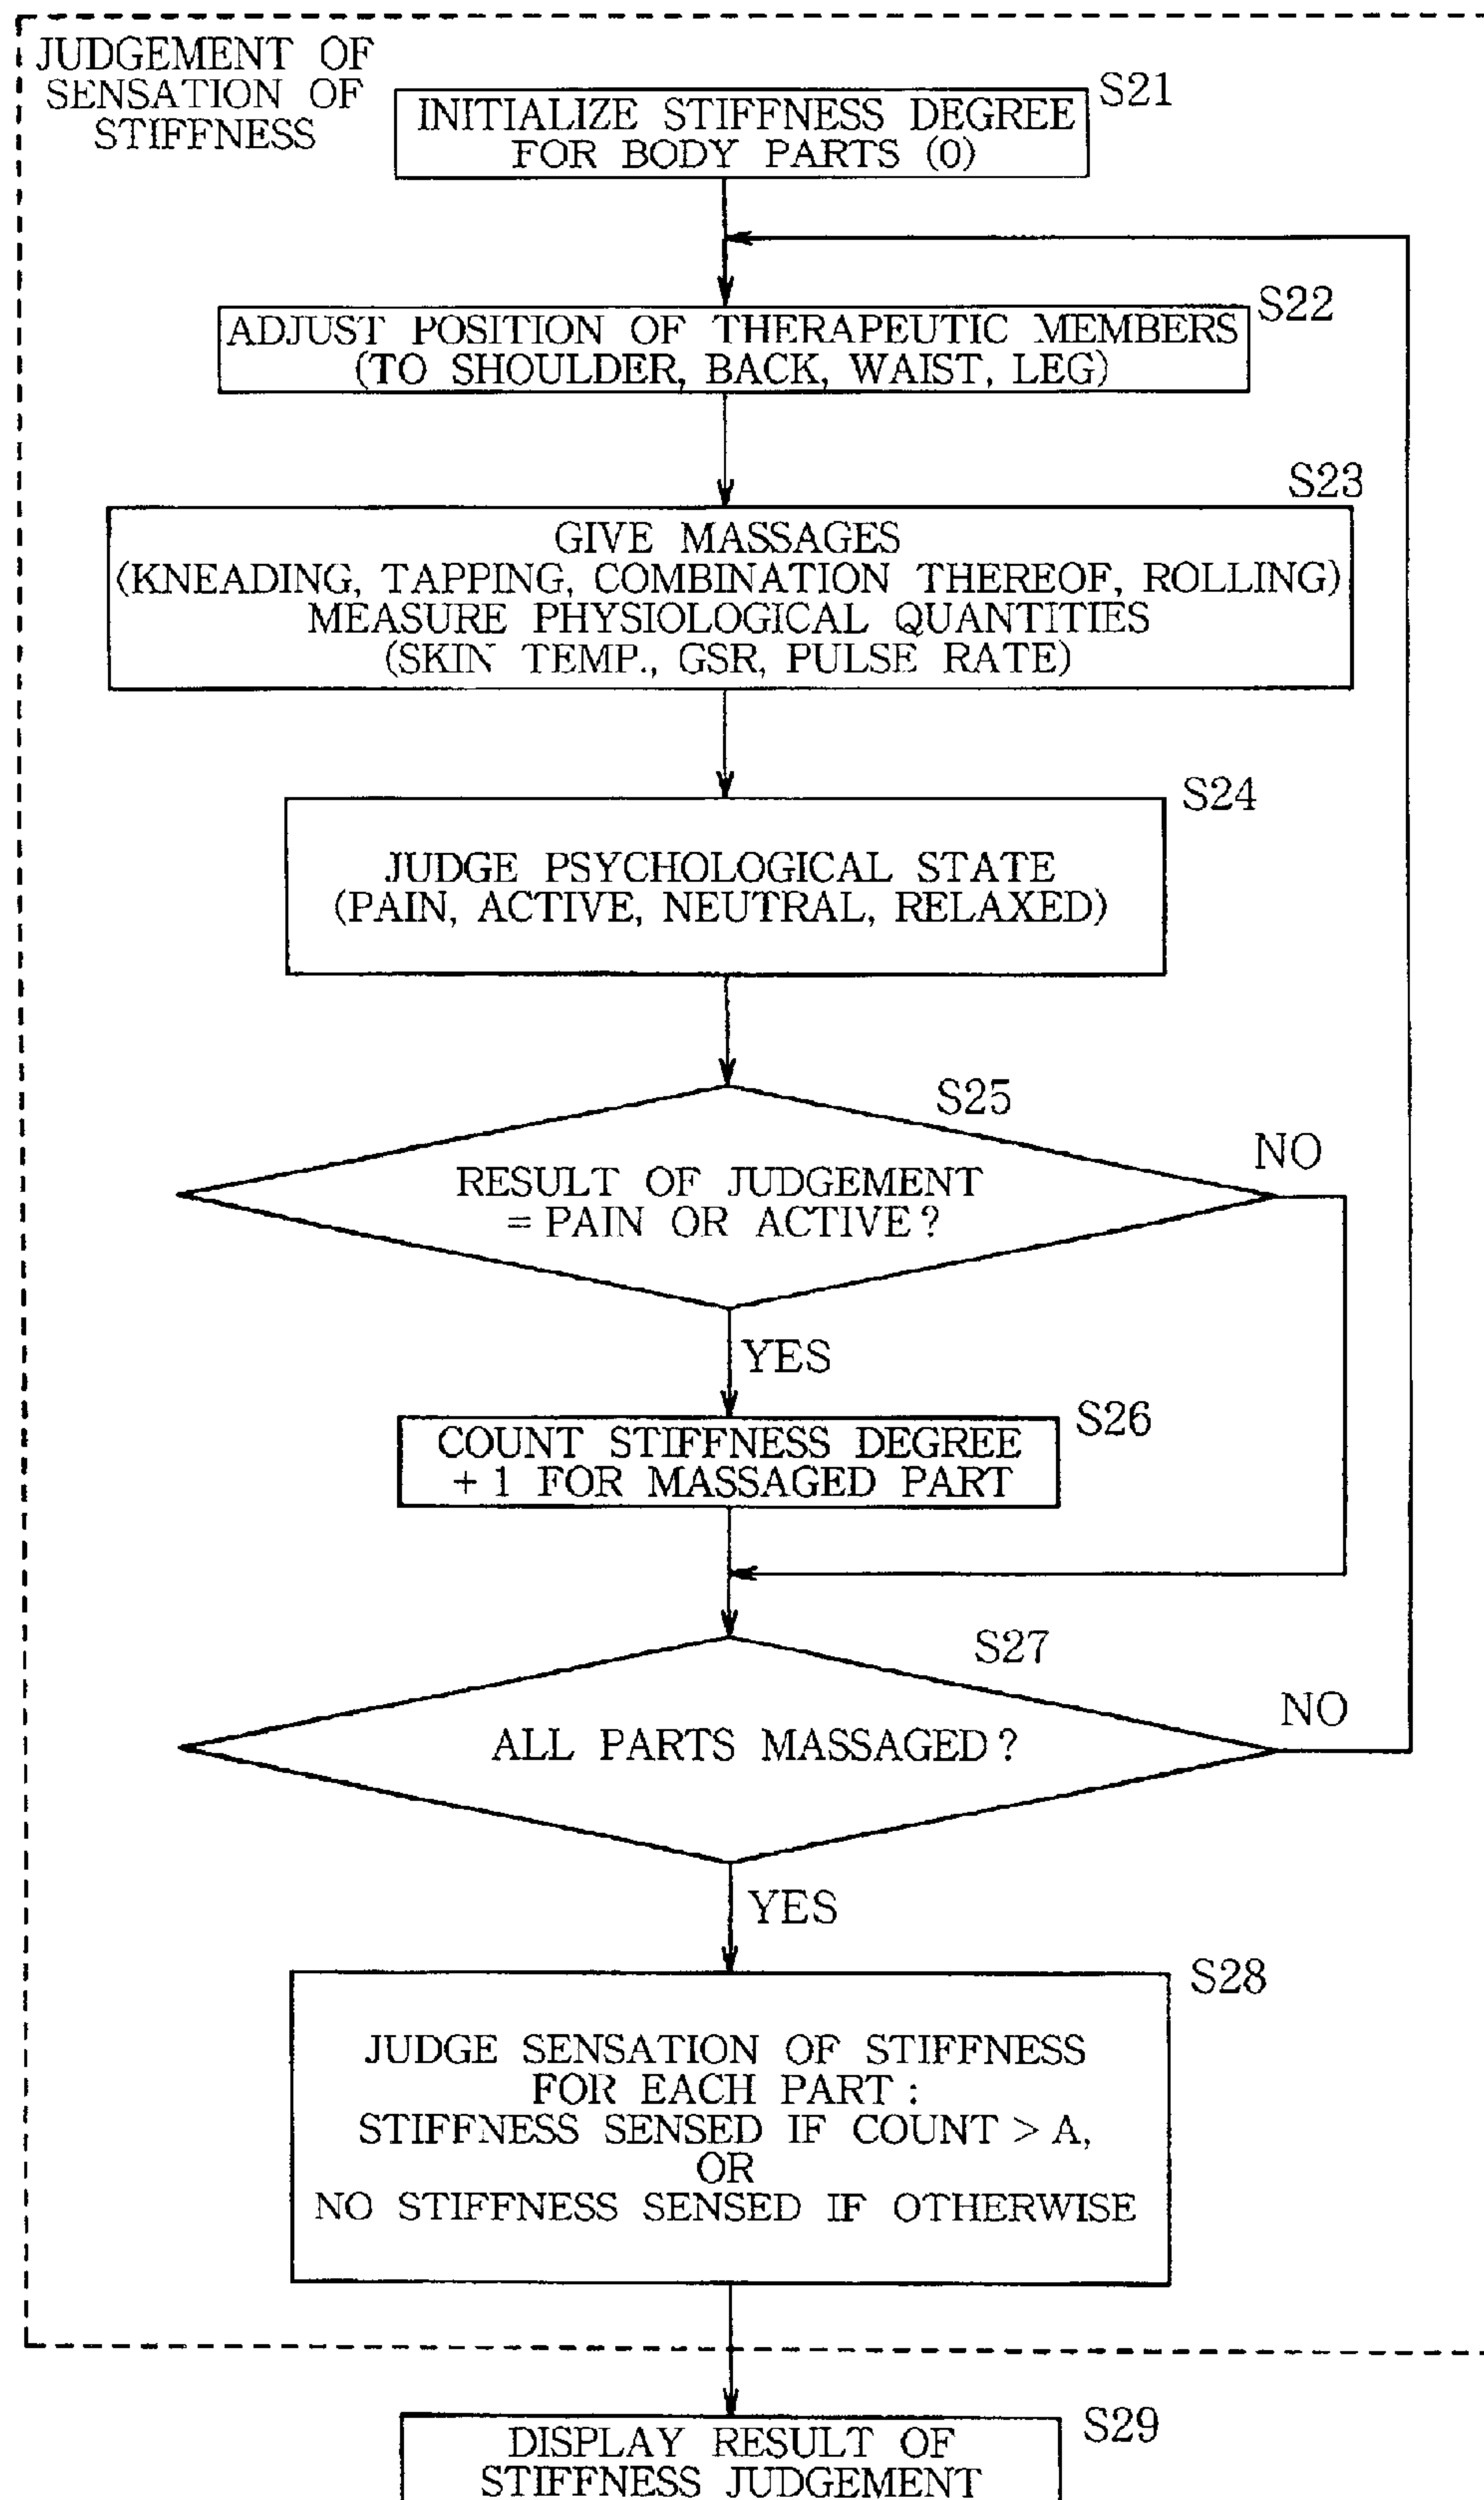 JUDGEMENT OF
SENSATION OF
STIFFNESS
S21
INITIALIZE STIFFNESS DEGREE
FOR BODY PARTS (0)
S22
ADJUST POSITION OF THERAPEUTIC MEMBERS
(TO SHOULDER, BACK, WAIST, LEG)
S23
GIVE MASSAGES
(KNEADING, TAPPING, COMBINATION THEREOF, ROLLING)
MEASURE PHYSIOLOGICAL QUANTITIES
(SKIN TEMP., GSR, PULSE RATE)
S24
JUDGE PSYCHOLOGICAL STATE
(PAIN, ACTIVE, NEUTRAL, RELAXED)
S25
NO
RESULT OF JUDGEMENT
= PAIN OR ACTIVE?
YES
S26
COUNT STIFFNESS DEGREE
+ 1 FOR MASSAGED PART
S27
NO
ALL PARTS MASSAGED?
YES
S28
JUDGE SENSATION OF STIFFNESS
FOR EACH PART :
STIFFNESS SENSED IF COUNT > A,
OR
NO STIFFNESS SENSED IF OTHERWISE
S29
DISPLAY RESULT OF
STIFFNESS JUDGEMENT